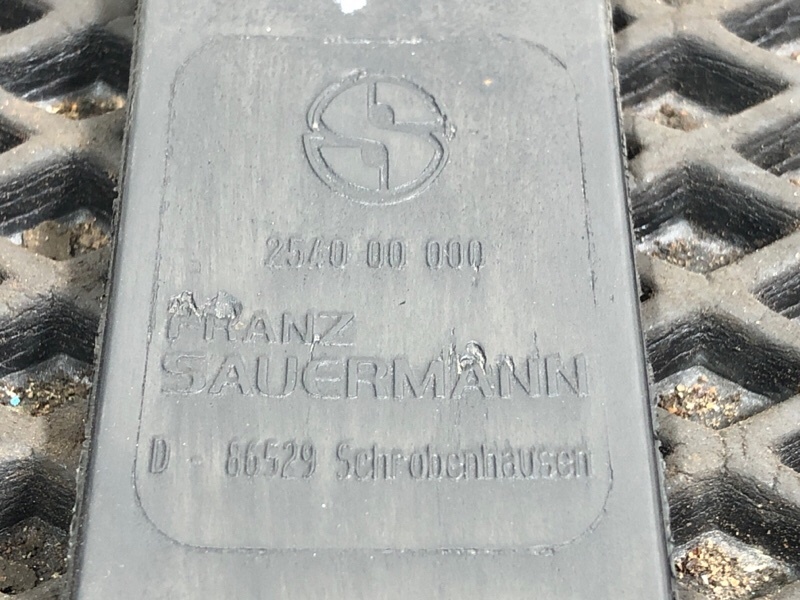 2540 00 000
FRANZ
SAUERMANN
D - 86529 Schrobenhausen